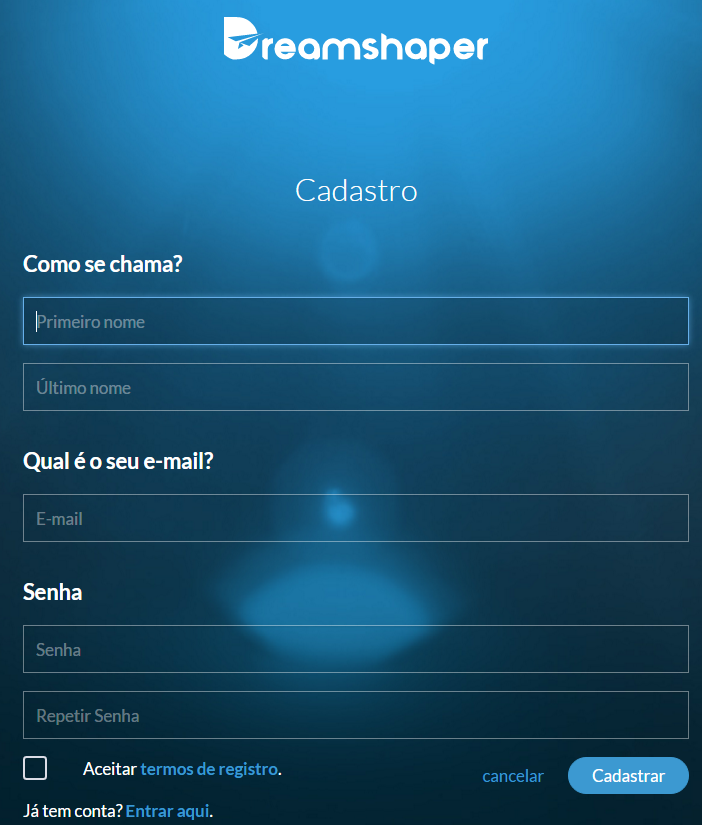 Dreamshaper
Cadastro
Como se chama?
Primeiro nome
Último nome
Qual é o seu e-mail?
E-mail
Senha
Senha
Repetir Senha
Aceitar termos de registro.
cancelar
Cadastrar
Já tem conta? Entrar aqui.